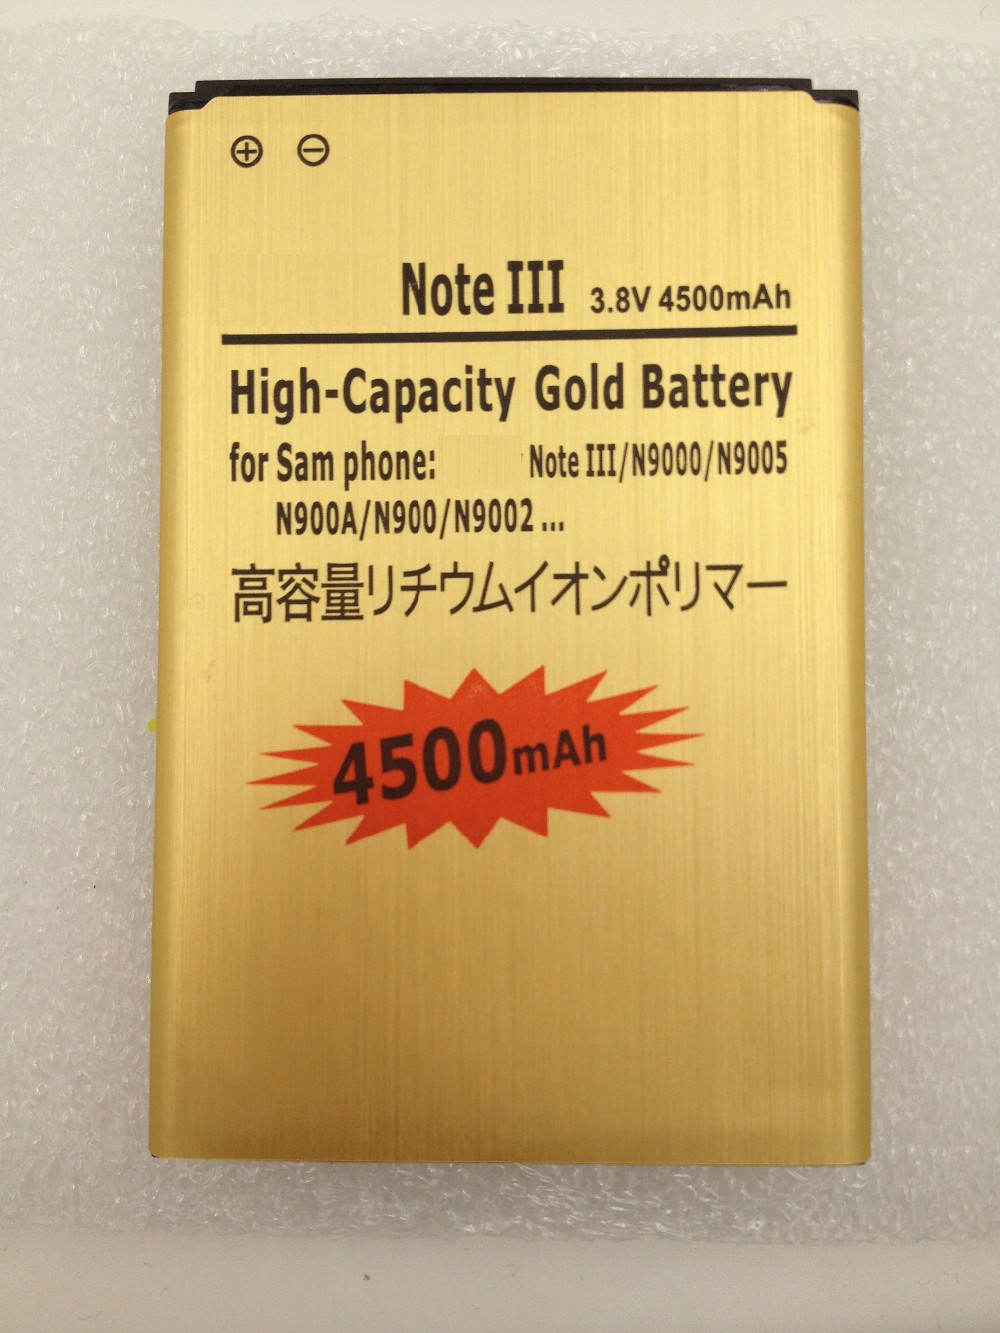 ⊕ ⊖
Note III 3.8V 4500mAh
High-Capacity Gold Battery
for Sam phone: Note III/N9000/N9005
N900A/N900/N9002...
高容量リチウムイオンポリマー
4500mAh